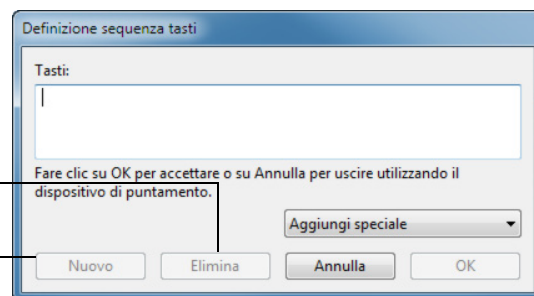 Definizione sequenza tasti
Tasti:
Fare clic su OK per accettare o su Annulla per uscire utilizzando il
dispositivo di puntamento.
Aggiungi speciale
Nuovo Elimina Annulla OK